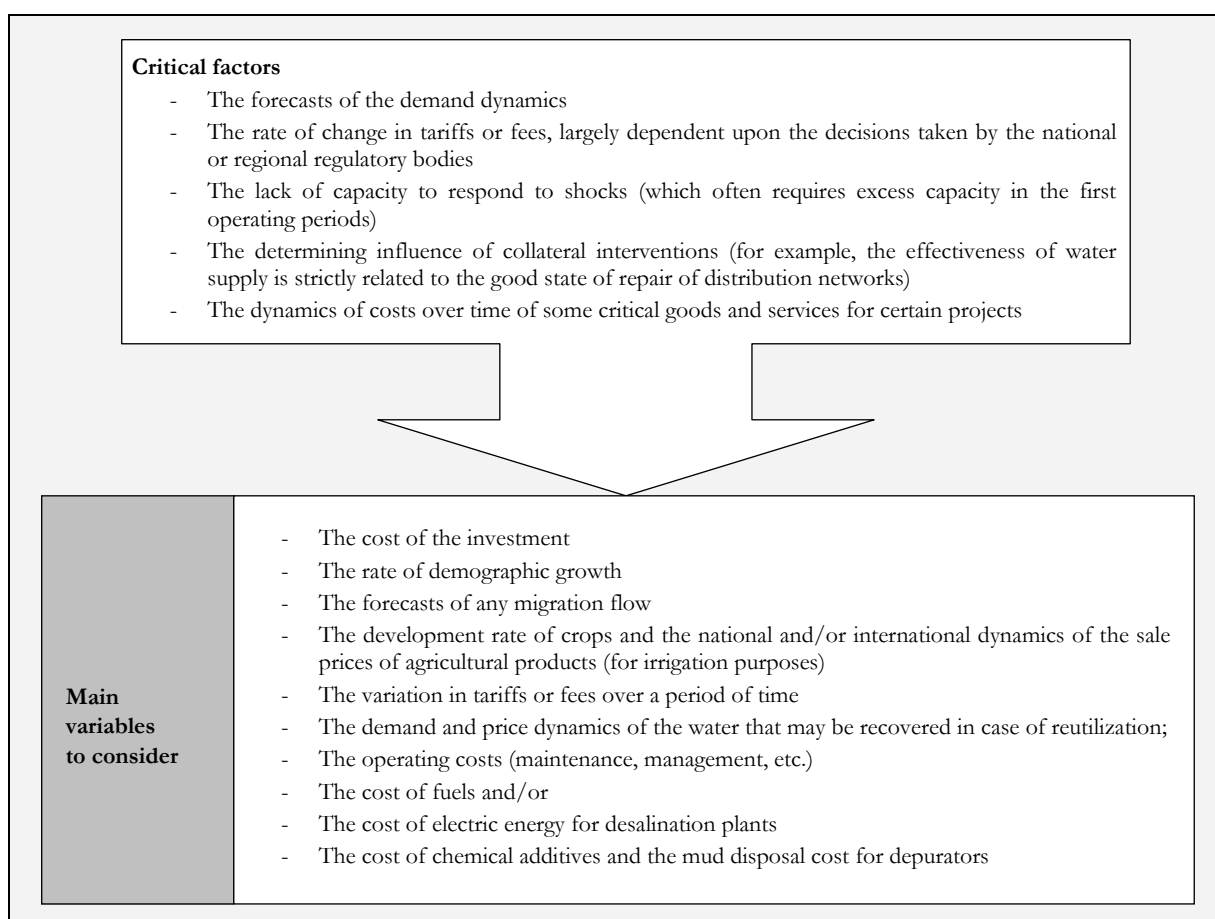 Critical factors
- The forecasts of the demand dynamics
- The rate of change in tariffs or fees, largely dependent upon the decisions taken by the national
or regional regulatory bodies
- The lack of capacity to respond to shocks (which often requires excess capacity in the first
operating periods)
- The determining influence of collateral interventions (for example, the effectiveness of water
supply is strictly related to the good state of repair of distribution networks)
- The dynamics of costs over time of some critical goods and services for certain projects
Main
variables
to consider
- The cost of the investment
- The rate of demographic growth
- The forecasts of any migration flow
- The development rate of crops and the national and/or international dynamics of the sale
prices of agricultural products (for irrigation purposes)
- The variation in tariffs or fees over a period of time
- The demand and price dynamics of the water that may be recovered in case of reutilization;
- The operating costs (maintenance, management, etc.)
- The cost of fuels and/or
- The cost of electric energy for desalination plants
- The cost of chemical additives and the mud disposal cost for depurators